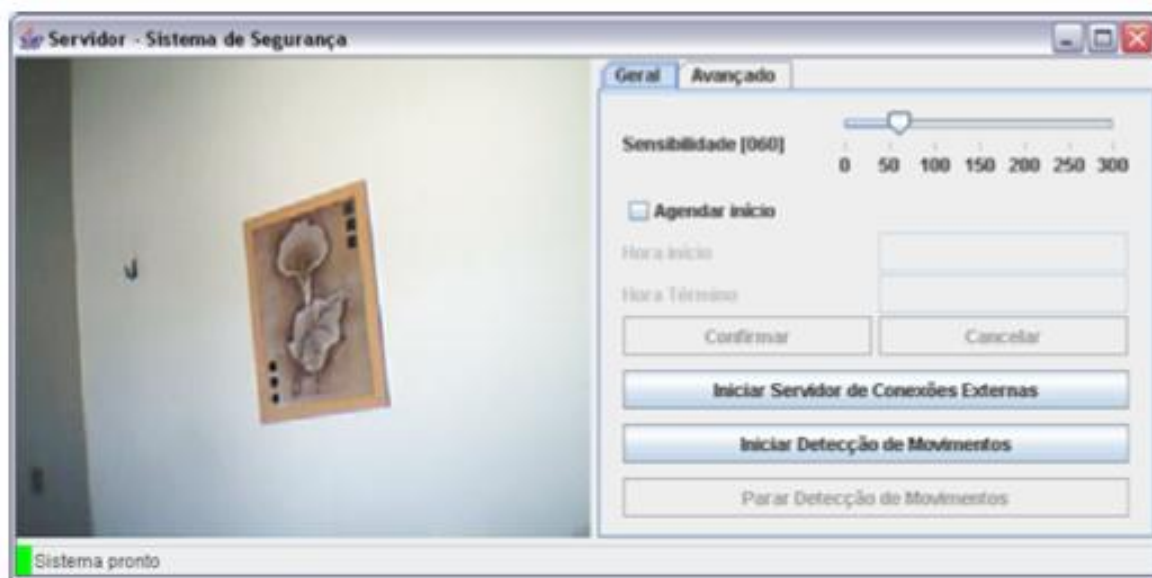 Servidor - Sistema de Segurança
Geral Avançado
Sensibilidade [060]
0 50 100 150 200 250 300
Agendar início
Hora Início
Hora Término
Confirmar Cancelar
Iniciar Servidor de Conexões Externas
Iniciar Detecção de Movimentos
Parar Detecção de Movimentos
Sistema pronto